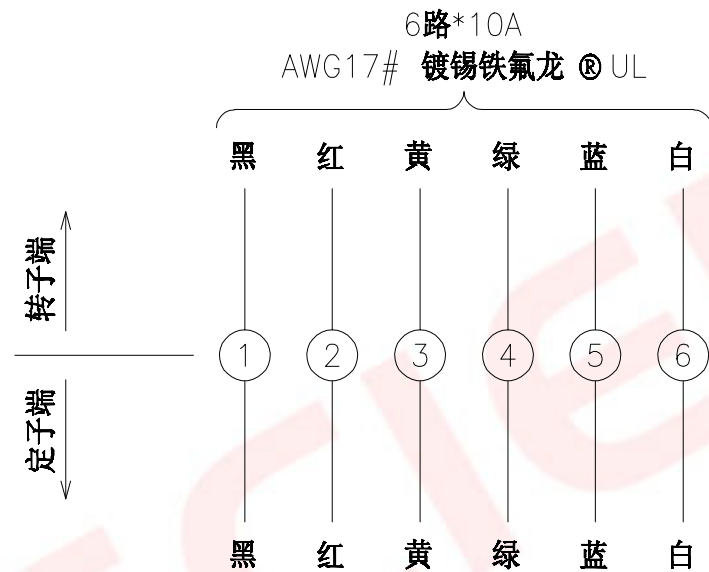 6路*10A
AWG17# 镀锡铁氟龙 ® UL
黑 红 黄 绿 蓝 白
转子端
1 2 3 4 5 6
定子端
黑 红 黄 绿 蓝 白